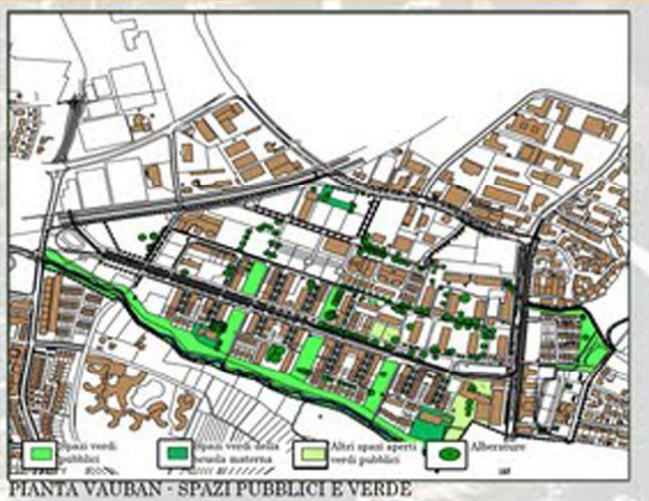 Spazi verdi
pubblici
Spazi verdi della
scuola materna
Altri spazi aperti
verdi pubblici
Alberature
PIANTA VAUBAN - SPAZI PUBBLICI E VERDE